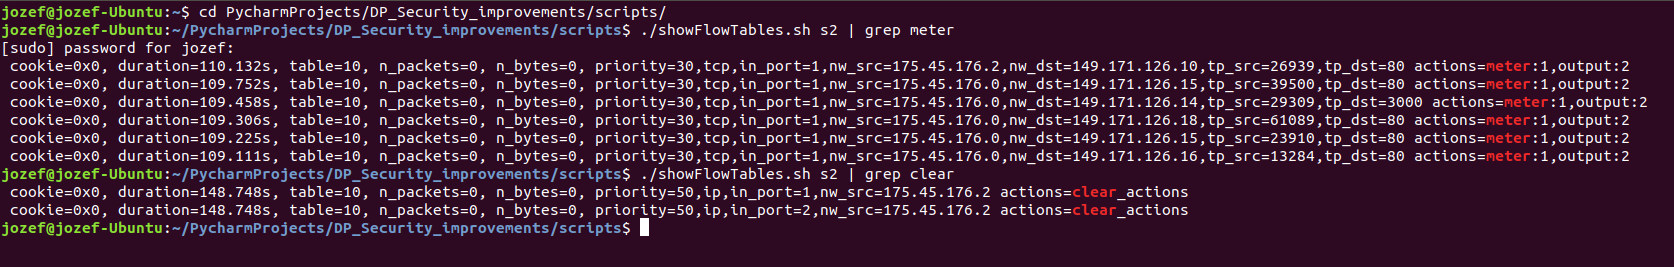 jozef@jozef-Ubuntu:~$ cd PycharmProjects/DP_Security_improvements/scripts/
jozef@jozef-Ubuntu:~/PycharmProjects/DP_Security_improvements/scripts$ ./showFlowTables.sh s2 | grep meter
[sudo] password for jozef:
 cookie=0x0, duration=110.132s, table=10, n_packets=0, n_bytes=0, priority=30,tcp,in_port=1,nw_src=175.45.176.2,nw_dst=149.171.126.10,tp_src=26939,tp_dst=80 actions=meter:1,output:2
 cookie=0x0, duration=109.752s, table=10, n_packets=0, n_bytes=0, priority=30,tcp,in_port=1,nw_src=175.45.176.0,nw_dst=149.171.126.15,tp_src=39500,tp_dst=80 actions=meter:1,output:2
 cookie=0x0, duration=109.458s, table=10, n_packets=0, n_bytes=0, priority=30,tcp,in_port=1,nw_src=175.45.176.0,nw_dst=149.171.126.14,tp_src=29309,tp_dst=3000 actions=meter:1,output:2
 cookie=0x0, duration=109.306s, table=10, n_packets=0, n_bytes=0, priority=30,tcp,in_port=1,nw_src=175.45.176.0,nw_dst=149.171.126.18,tp_src=61089,tp_dst=80 actions=meter:1,output:2
 cookie=0x0, duration=109.225s, table=10, n_packets=0, n_bytes=0, priority=30,tcp,in_port=1,nw_src=175.45.176.0,nw_dst=149.171.126.15,tp_src=23910,tp_dst=80 actions=meter:1,output:2
 cookie=0x0, duration=109.111s, table=10, n_packets=0, n_bytes=0, priority=30,tcp,in_port=1,nw_src=175.45.176.0,nw_dst=149.171.126.16,tp_src=13284,tp_dst=80 actions=meter:1,output:2
jozef@jozef-Ubuntu:~/PycharmProjects/DP_Security_improvements/scripts$ ./showFlowTables.sh s2 | grep clear
 cookie=0x0, duration=148.748s, table=10, n_packets=0, n_bytes=0, priority=50,ip,in_port=1,nw_src=175.45.176.2 actions=clear_actions
 cookie=0x0, duration=148.748s, table=10, n_packets=0, n_bytes=0, priority=50,ip,in_port=2,nw_src=175.45.176.2 actions=clear_actions
jozef@jozef-Ubuntu:~/PycharmProjects/DP_Security_improvements/scripts$